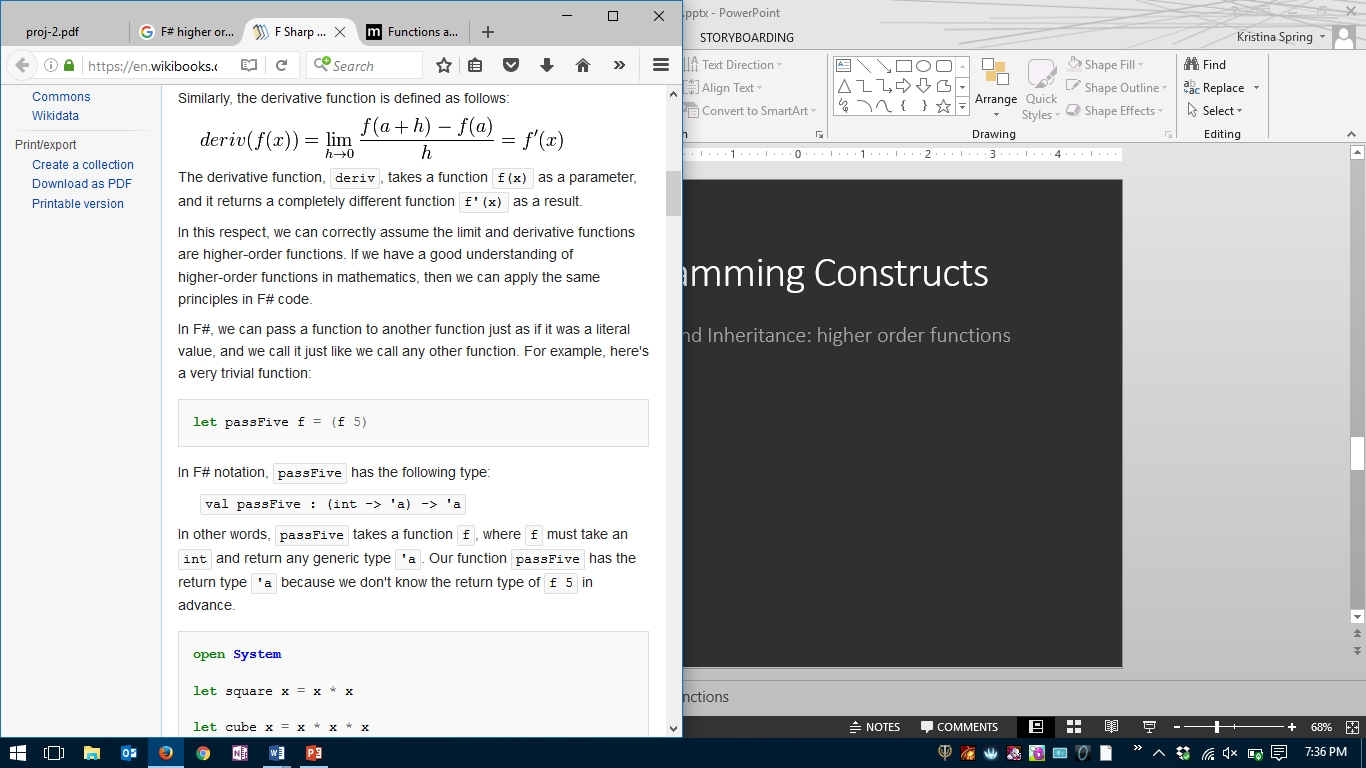 proj-2.pdf
F# higher or...
F Sharp ...
Functions a...
https://en.wikibooks.c
Search
Commons
Wikidata
Print/export
Create a collection
Download as PDF
Printable version
Similarly, the derivative function is defined as follows:
deriv(f(x)) = lim h→0 f(a + h) − f(a) / h = f′(x)
The derivative function, deriv, takes a function f(x) as a parameter,
and it returns a completely different function f'(x) as a result.
In this respect, we can correctly assume the limit and derivative functions
are higher-order functions. If we have a good understanding of
higher-order functions in mathematics, then we can apply the same
principles in F# code.
In F#, we can pass a function to another function just as if it was a literal
value, and we call it just like we call any other function. For example, here's
a very trivial function:
let passFive f = (f 5)
In F# notation, passFive has the following type:
val passFive : (int -> 'a) -> 'a
In other words, passFive takes a function f, where f must take an
int and return any generic type 'a. Our function passFive has the
return type 'a because we don't know the return type of f 5 in
advance.
open System
let square x = x * x
let cube x = x * x * x
.pptx - PowerPoint
STORYBOARDING
Kristina Spring
Text Direction
Align Text
Convert to SmartArt
Arrange
Quick
Styles
Shape Fill
Shape Outline
Shape Effects
Drawing
Find
Replace
Select
Editing
1 0 1 2 3 4
amming Constructs
nd Inheritance: higher order functions
nctions
NOTES
COMMENTS
68%
7:36 PM